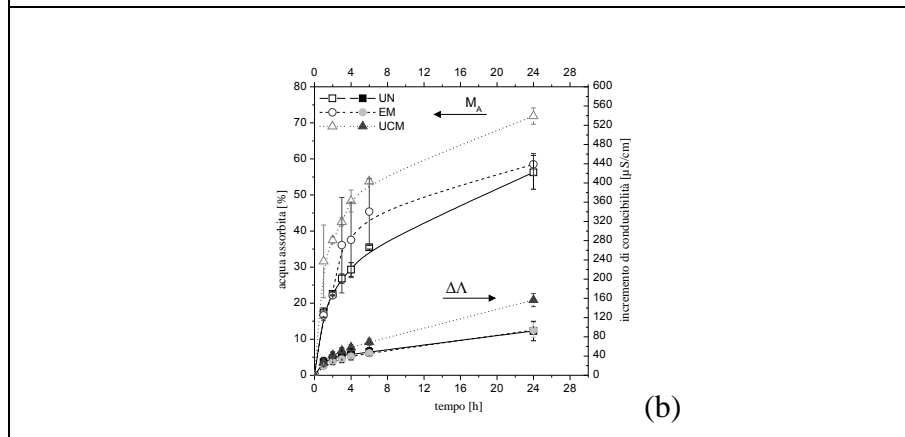 0 4 8 12 16 20 24 28
80 600
70 560
60 520
50 480
40 440
30 400
20 360
10 320
0 280
240
200
160
120
80
40
0
UN
EM
UCM
M_A
ΔΛ
acqua assorbita [%]
incremento di conducibilità [µS/cm]
0 4 8 12 16 20 24 28
tempo [h]
(b)